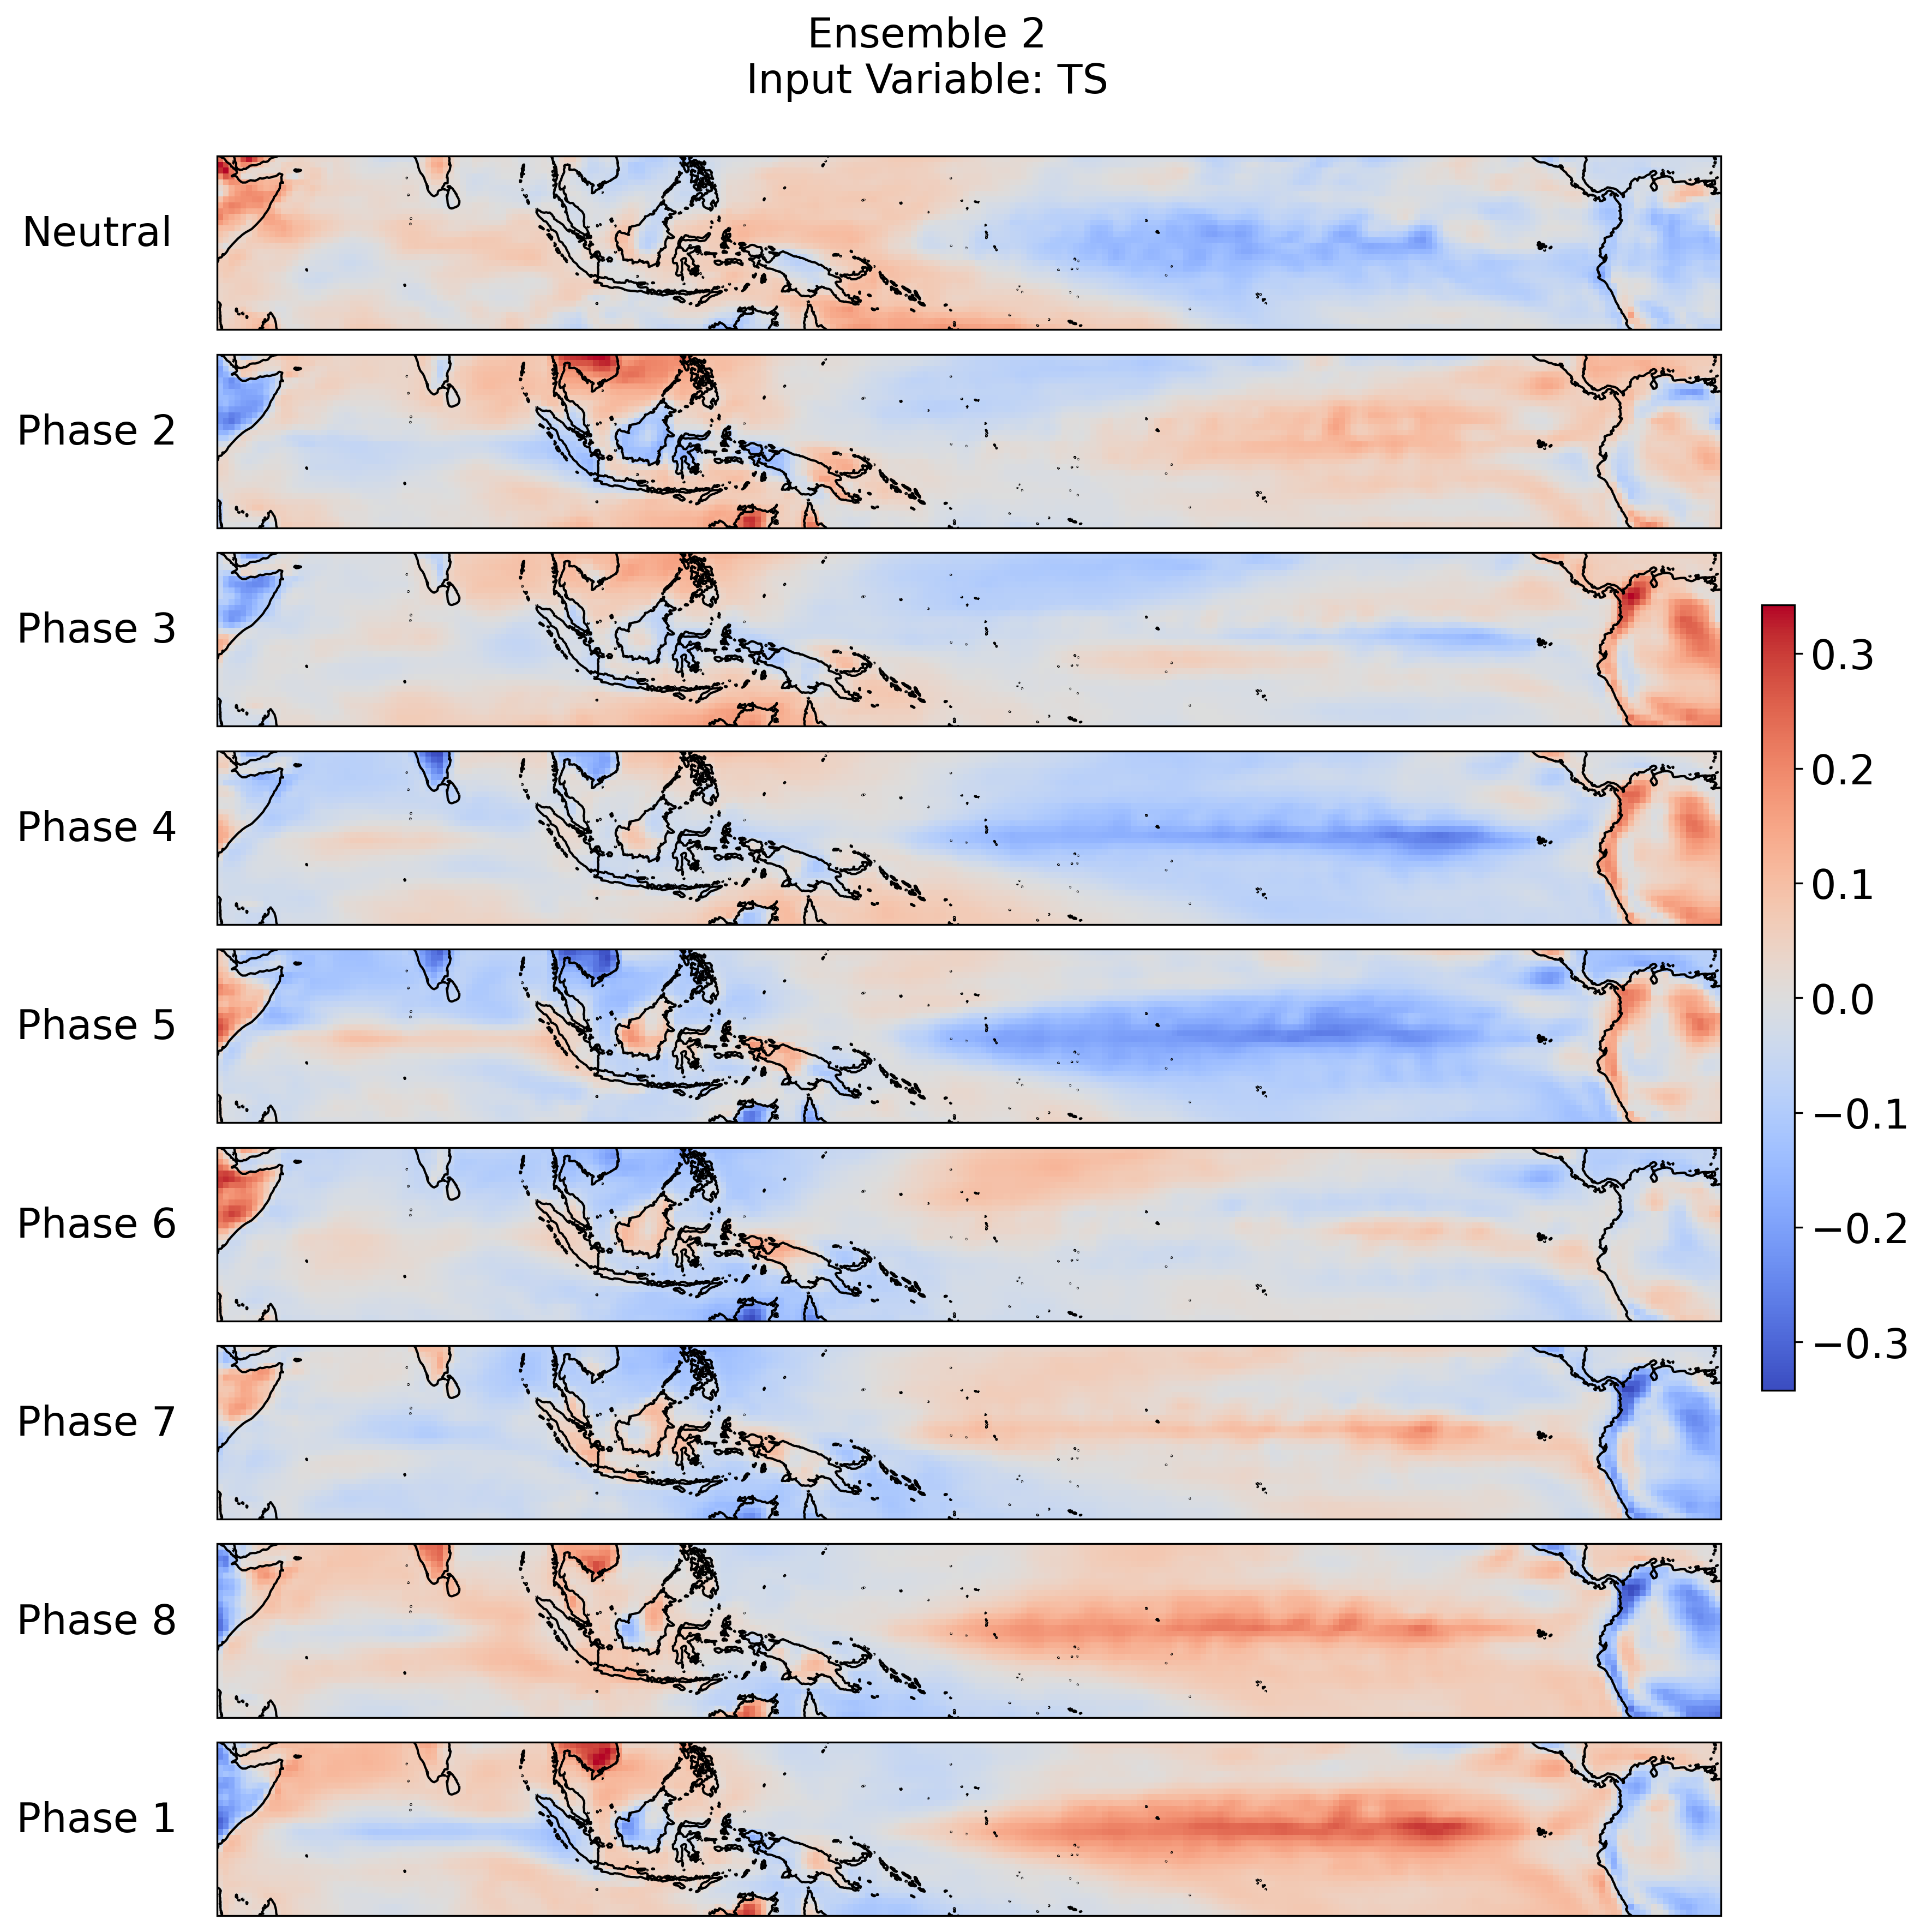 Ensemble 2
Input Variable: TS
Neutral
Phase 2
Phase 3
Phase 4
Phase 5
Phase 6
Phase 7
Phase 8
Phase 1
0.3
0.2
0.1
0.0
−0.1
−0.2
−0.3